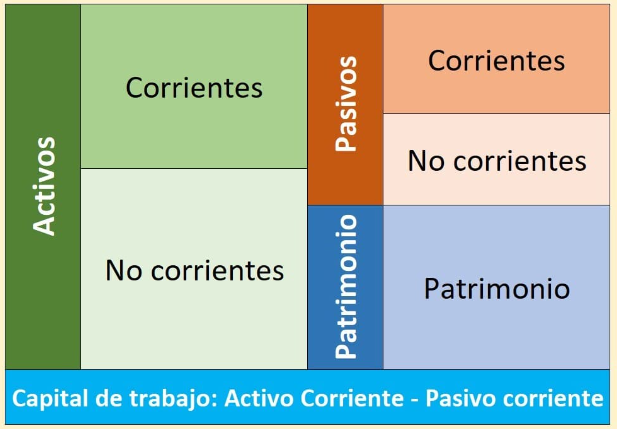 Activos
Corrientes
No corrientes
Pasivos
Corrientes
No corrientes
Patrimonio
Patrimonio
Capital de trabajo: Activo Corriente - Pasivo corriente